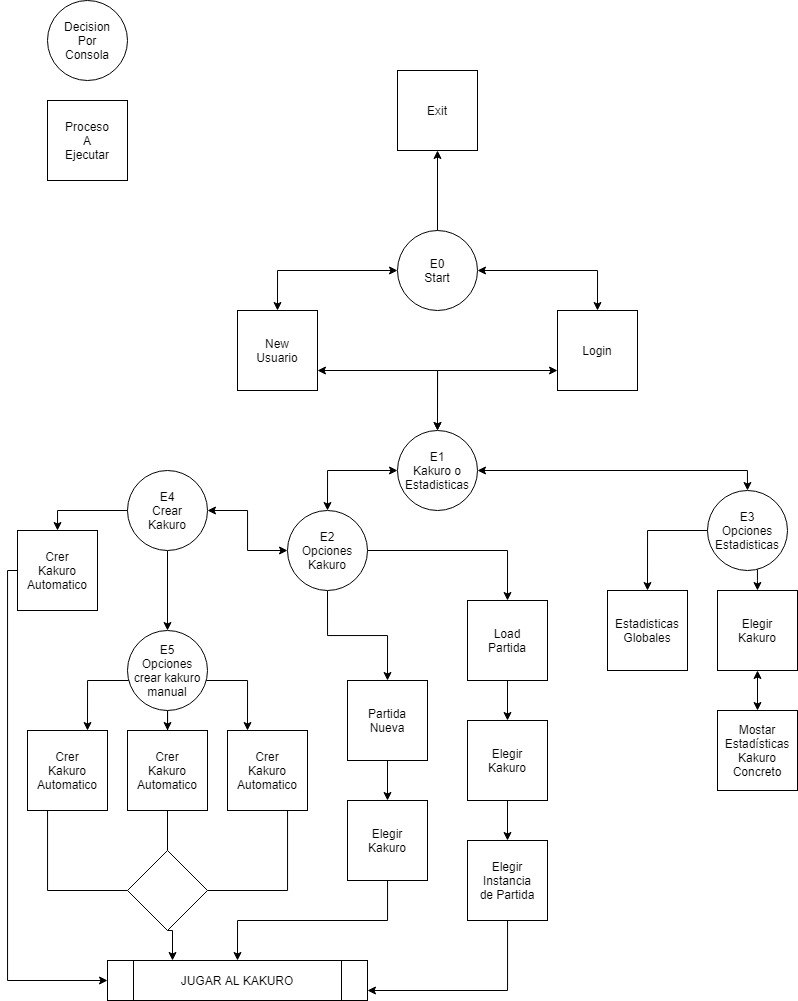 Decision
Por
Consola
Proceso
A
Ejecutar
Exit
E0
Start
New
Usuario
Login
E1
Kakuro o
Estadisticas
E4
Crear
Kakuro
E2
Opciones
Kakuro
E3
Opciones
Estadisticas
Crer
Kakuro
Automatico
Load
Partida
Estadisticas
Globales
Elegir
Kakuro
E5
Opciones
crear kakuro
manual
Partida
Nueva
Elegir
Kakuro
Mostar
Estadísticas
Kakuro
Concreto
Crer
Kakuro
Automatico
Crer
Kakuro
Automatico
Crer
Kakuro
Automatico
Elegir
Kakuro
Elegir
Instancia
de Partida
JUGAR AL KAKURO